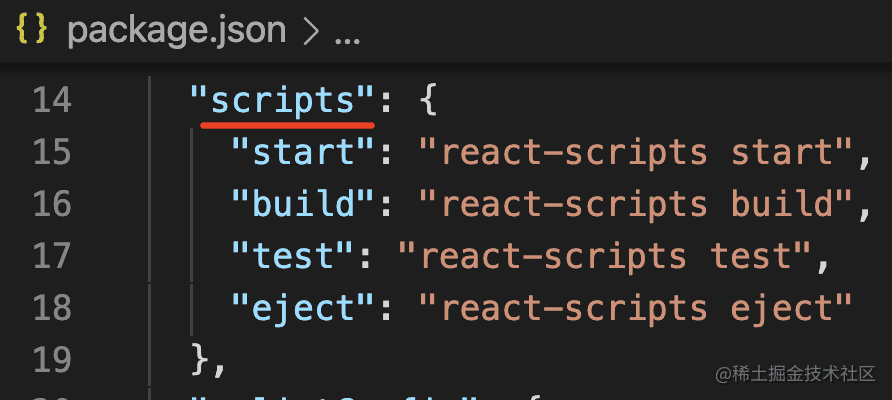 {} package.json > ...
14 "scripts": {
15 "start": "react-scripts start",
16 "build": "react-scripts build",
17 "test": "react-scripts test",
18 "eject": "react-scripts eject"
19 },
@稀土掘金技术社区